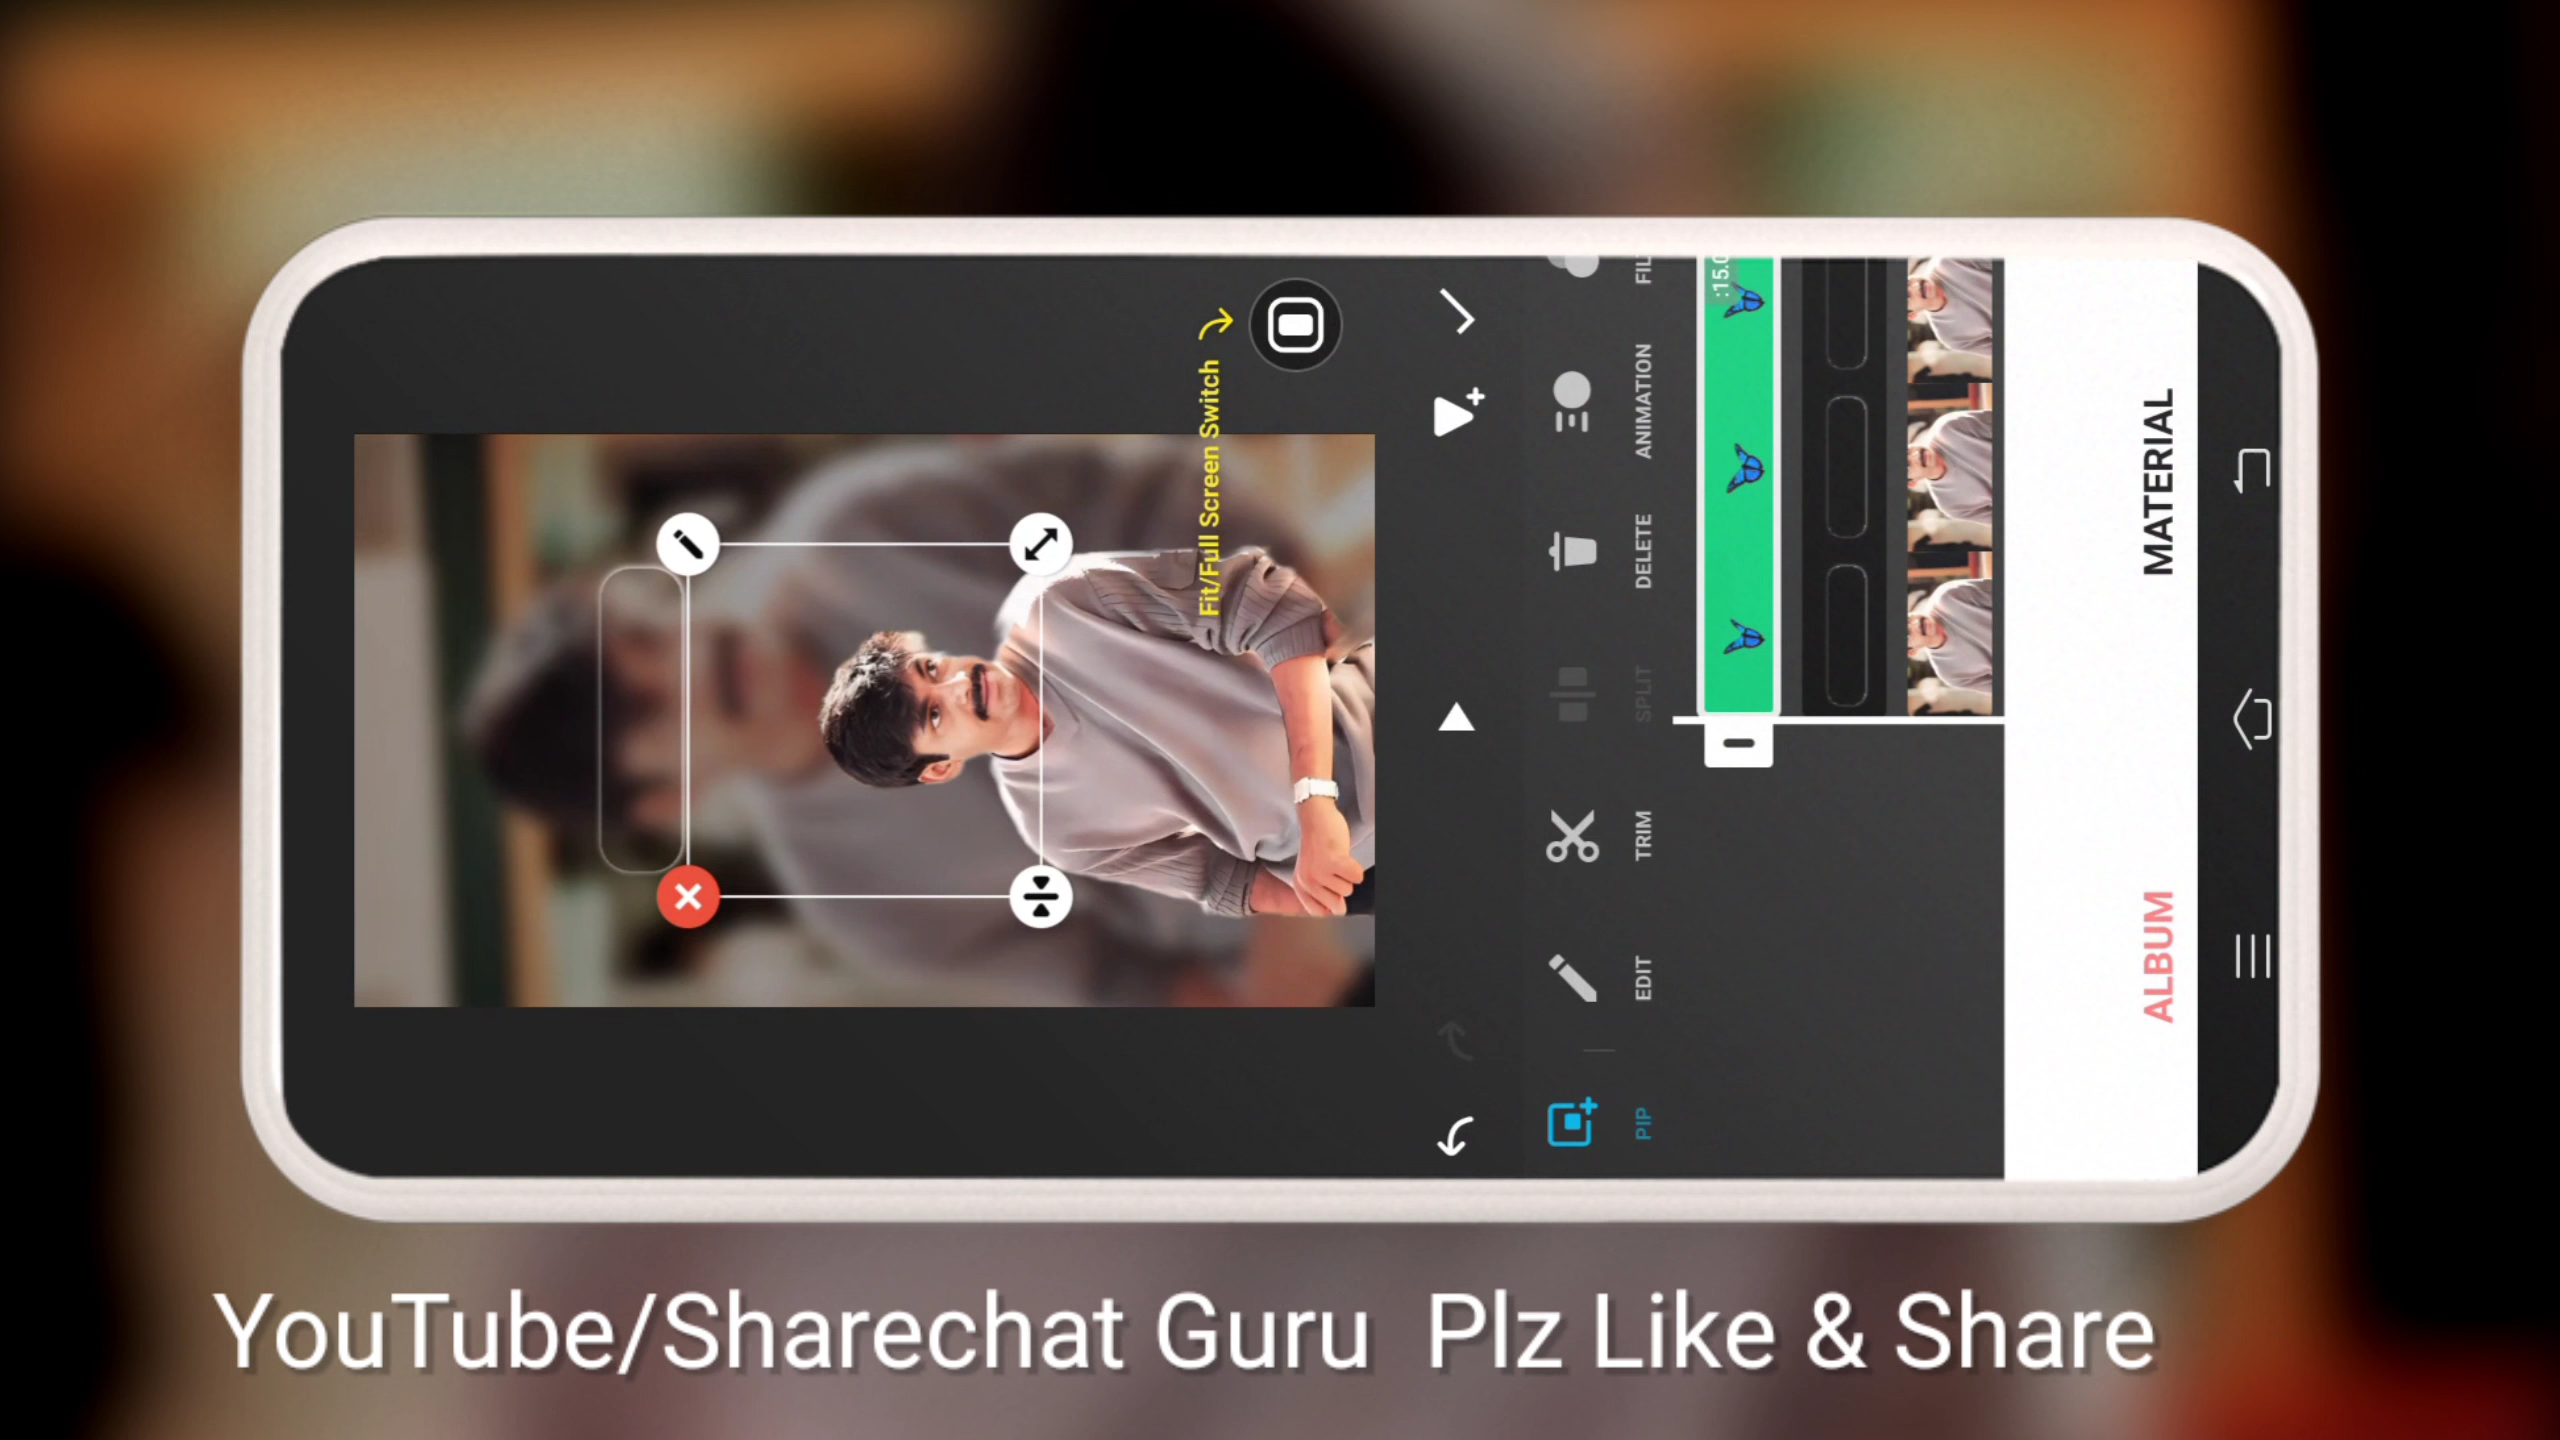 Fit/Full Screen Switch
PIP
EDIT
TRIM
SPLIT
DELETE
ANIMATION
FIL
:15.0
ALBUM
MATERIAL
YouTube/Sharechat Guru Plz Like & Share